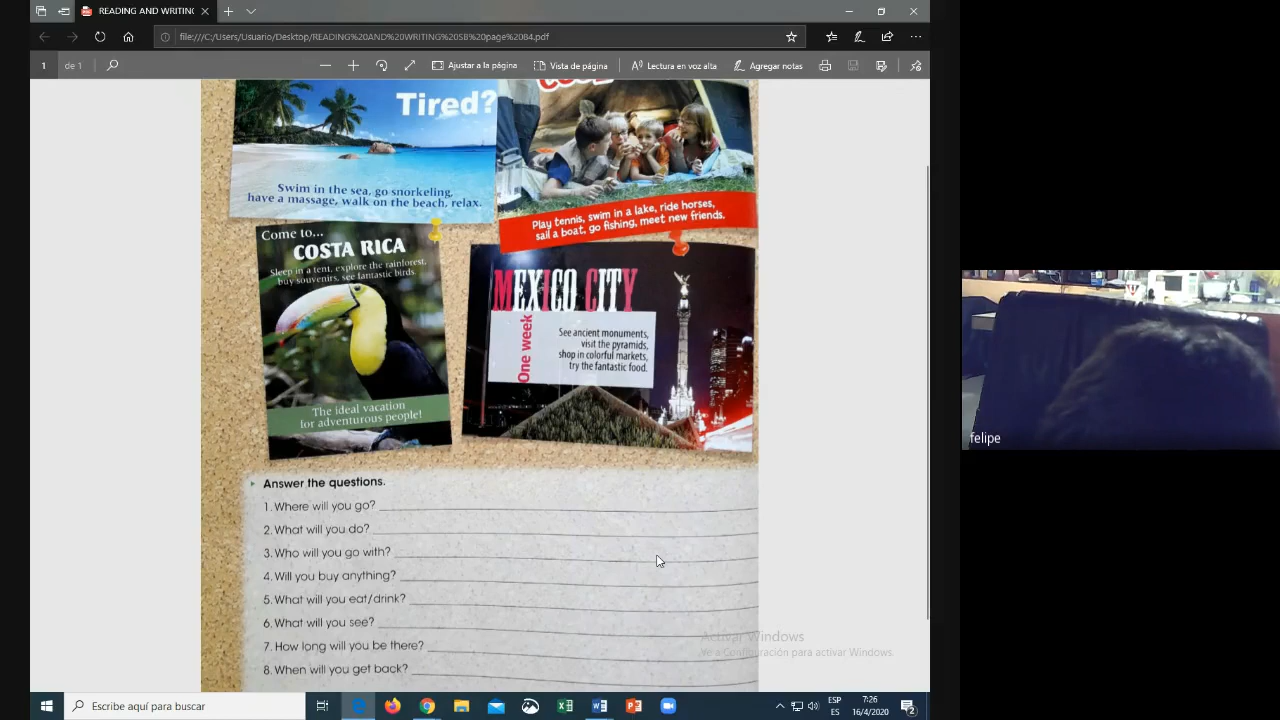 READING AND WRITING
file:///C:/Users/Usuario/Desktop/READING%20AND%20WRITING%20SB%20page%2084.pdf
1 de 1
Ajustar a la página
Vista de página
Lectura en voz alta
Agregar notas
Tired?
Swim in the sea, go snorkeling,
have a massage, walk on the beach, relax.
Play tennis, swim in a lake, ride horses,
sail a boat, go fishing, meet new friends.
Come to...
COSTA RICA
Sleep in a tent, explore the rainforest,
buy souvenirs, see fantastic birds.
The ideal vacation
for adventurous people!
MEXICO CITY
One week
See ancient monuments,
visit the pyramids,
shop in colorful markets,
try the fantastic food.
Answer the questions.
1. Where will you go?
2. What will you do?
3. Who will you go with?
4. Will you buy anything?
5. What will you eat/drink?
6. What will you see?
7. How long will you be there?
8. When will you get back?
Activar Windows
Ve a Configuración para activar Windows.
felipe
Escribe aquí para buscar
ESP
ES
7:26
16/4/2020
2